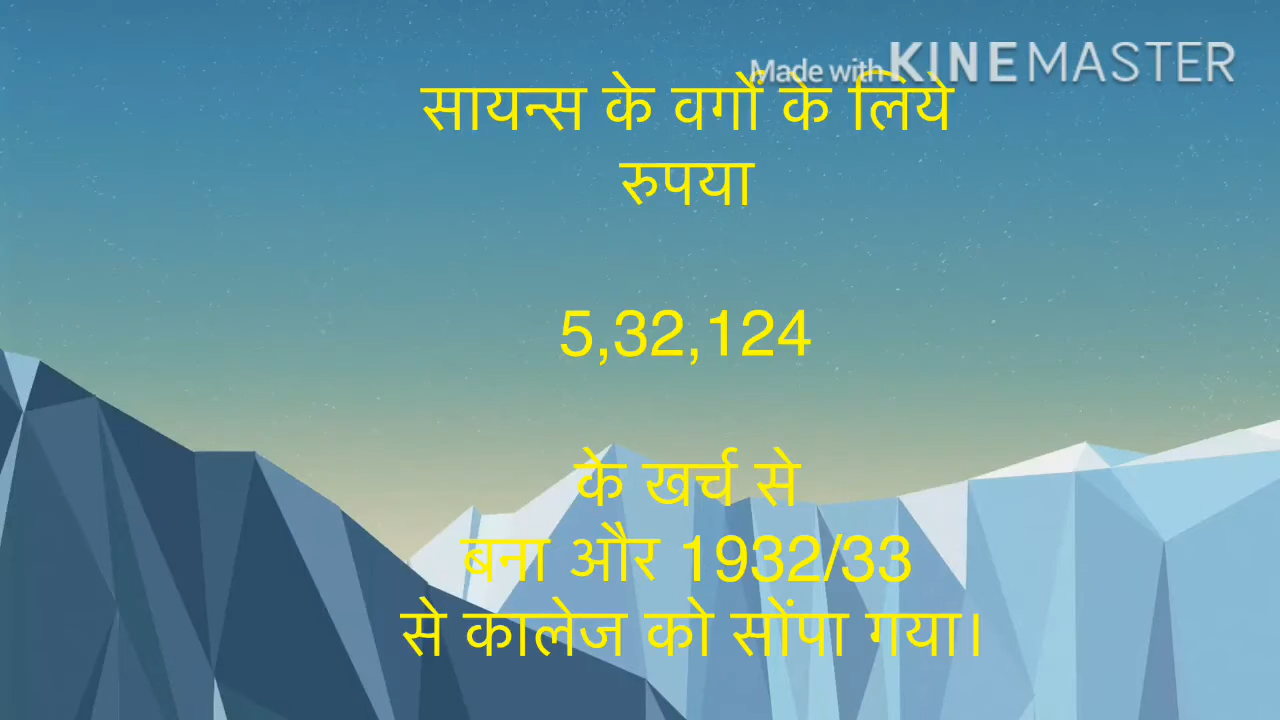 Made with KINEMASTER
सायन्स के वर्गों के लिये
रुपया
5,32,124
के खर्च से
बना और 1932/33
से कालेज को सोंपा गया।